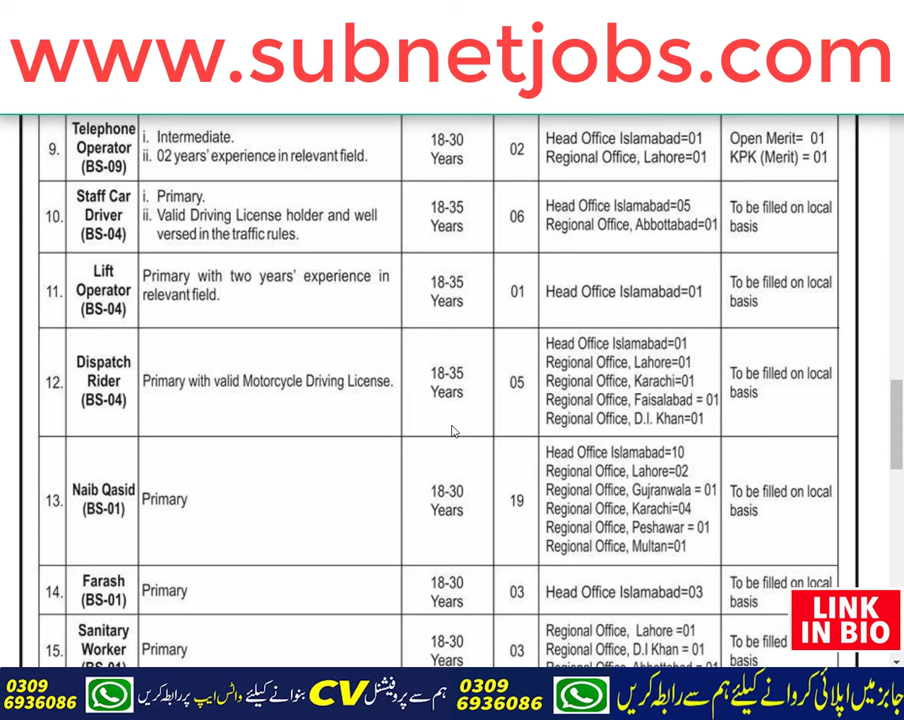 www.subnetjobs.com
9. Telephone Operator (BS-09) i. Intermediate. ii. 02 years' experience in relevant field. 18-30 Years 02 Head Office Islamabad=01 Regional Office, Lahore=01 Open Merit= 01 KPK (Merit) = 01
10. Staff Car Driver (BS-04) i. Primary. ii. Valid Driving License holder and well versed in the traffic rules. 18-35 Years 06 Head Office Islamabad=05 Regional Office, Abbottabad=01 To be filled on local basis
11. Lift Operator (BS-04) Primary with two years' experience in relevant field. 18-35 Years 01 Head Office Islamabad=01 To be filled on local basis
12. Dispatch Rider (BS-04) Primary with valid Motorcycle Driving License. 18-35 Years 05 Head Office Islamabad=01 Regional Office, Lahore=01 Regional Office, Karachi=01 Regional Office, Faisalabad = 01 Regional Office, D.I. Khan=01 To be filled on local basis
13. Naib Qasid (BS-01) Primary 18-30 Years 19 Head Office Islamabad=10 Regional Office, Lahore=02 Regional Office, Gujranwala = 01 Regional Office, Karachi=04 Regional Office, Peshawar = 01 Regional Office, Multan=01 To be filled on local basis
14. Farash (BS-01) Primary 18-30 Years 03 Head Office Islamabad=03 To be filled on local basis
15. Sanitary Worker (BS-01) Primary 18-30 Years 03 Regional Office, Lahore =01 Regional Office, D.I Khan = 01 Regional Office, Abbottabad = 01 To be filled basis
LINK IN BIO
جابز میں اپلائی کروانے کیلئے ہم سے رابطہ کریں 0309 6936086
ہم سے پروفیشنل CV بنوانے کیلئے واٹس ایپ پر رابطہ کریں 0309 6936086